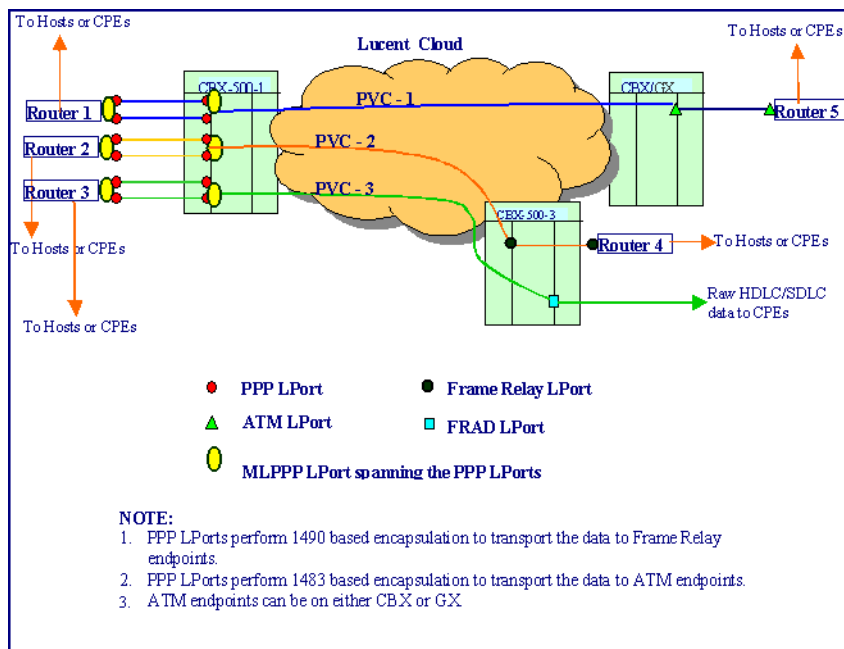 To Hosts or CPEs
Lucent Cloud
To Hosts or CPEs
CBX-500-1
CBX/GX
PVC - 1
Router 1
Router 5
Router 2
PVC - 2
Router 3
PVC - 3
CBX-500-3
To Hosts or CPEs
Router 4
To Hosts or CPEs
Raw HDLC/SDLC
data to CPEs
To Hosts or CPEs
PPP LPort
Frame Relay LPort
ATM LPort
FRAD LPort
MLPPP LPort spanning the PPP LPorts
NOTE:
1. PPP LPorts perform 1490 based encapsulation to transport the data to Frame Relay
endpoints.
2. PPP LPorts perform 1483 based encapsulation to transport the data to ATM endpoints.
3. ATM endpoints can be on either CBX or GX